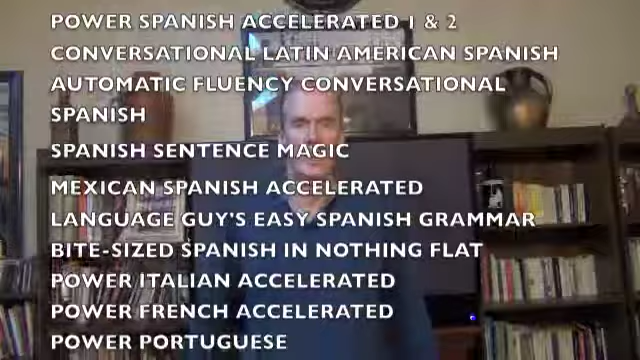 POWER SPANISH ACCELERATED 1 & 2
CONVERSATIONAL LATIN AMERICAN SPANISH
AUTOMATIC FLUENCY CONVERSATIONAL
SPANISH
SPANISH SENTENCE MAGIC
MEXICAN SPANISH ACCELERATED
LANGUAGE GUY'S EASY SPANISH GRAMMAR
BITE-SIZED SPANISH IN NOTHING FLAT
POWER ITALIAN ACCELERATED
POWER FRENCH ACCELERATED
POWER PORTUGUESE